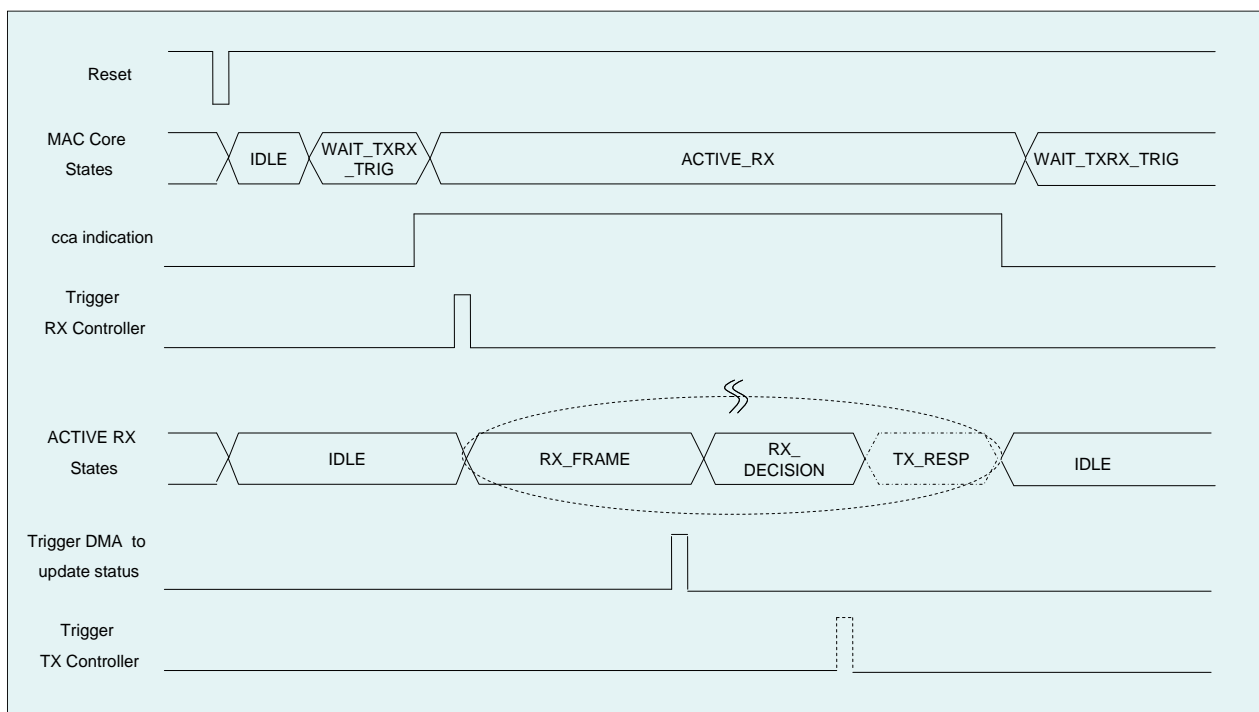 Reset
MAC Core
States
IDLE
WAIT_TXRX
_TRIG
ACTIVE_RX
WAIT_TXRX_TRIG
cca indication
Trigger
RX Controller
ACTIVE RX
States
IDLE
RX_FRAME
RX_
DECISION
TX_RESP
IDLE
Trigger DMA to
update status
Trigger
TX Controller